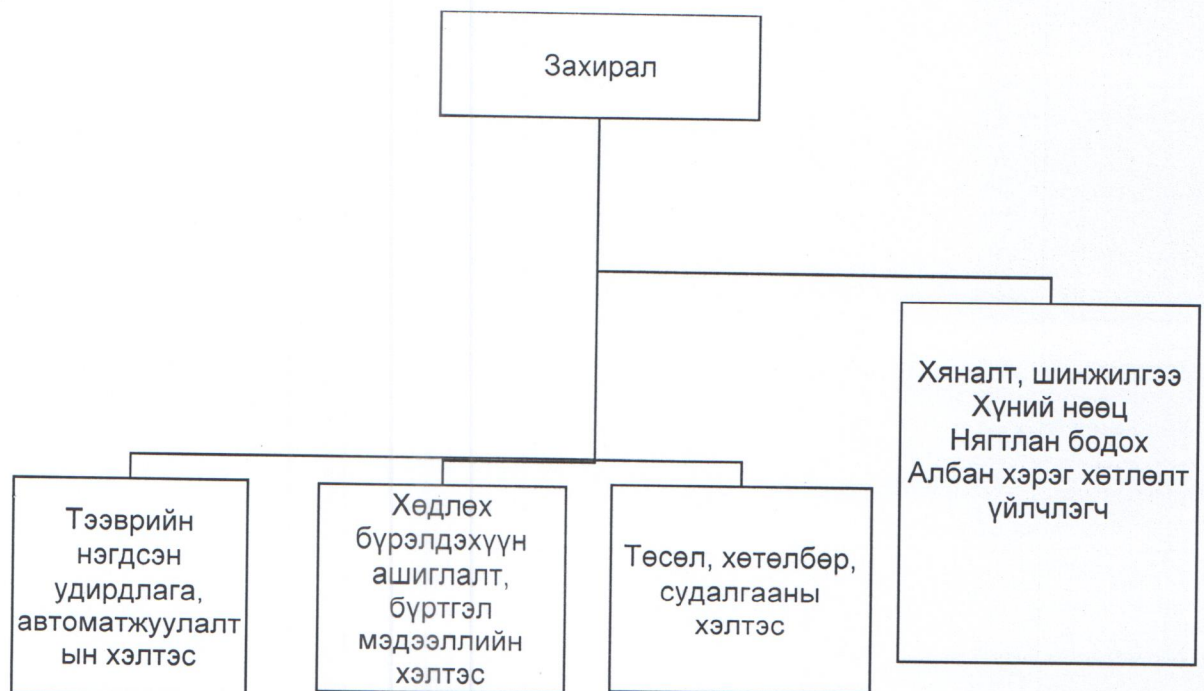 Захирал
Хяналт, шинжилгээ
Хүний нөөц
Нягтлан бодох
Албан хэрэг хөтлөлт
үйлчлэгч
Тээврийн
нэгдсэн
удирдлага,
автоматжуулалт
ын хэлтэс
Хөдлөх
бүрэлдэхүүн
ашиглалт,
бүртгэл
мэдээллийн
хэлтэс
Төсөл, хөтөлбөр,
судалгааны
хэлтэс